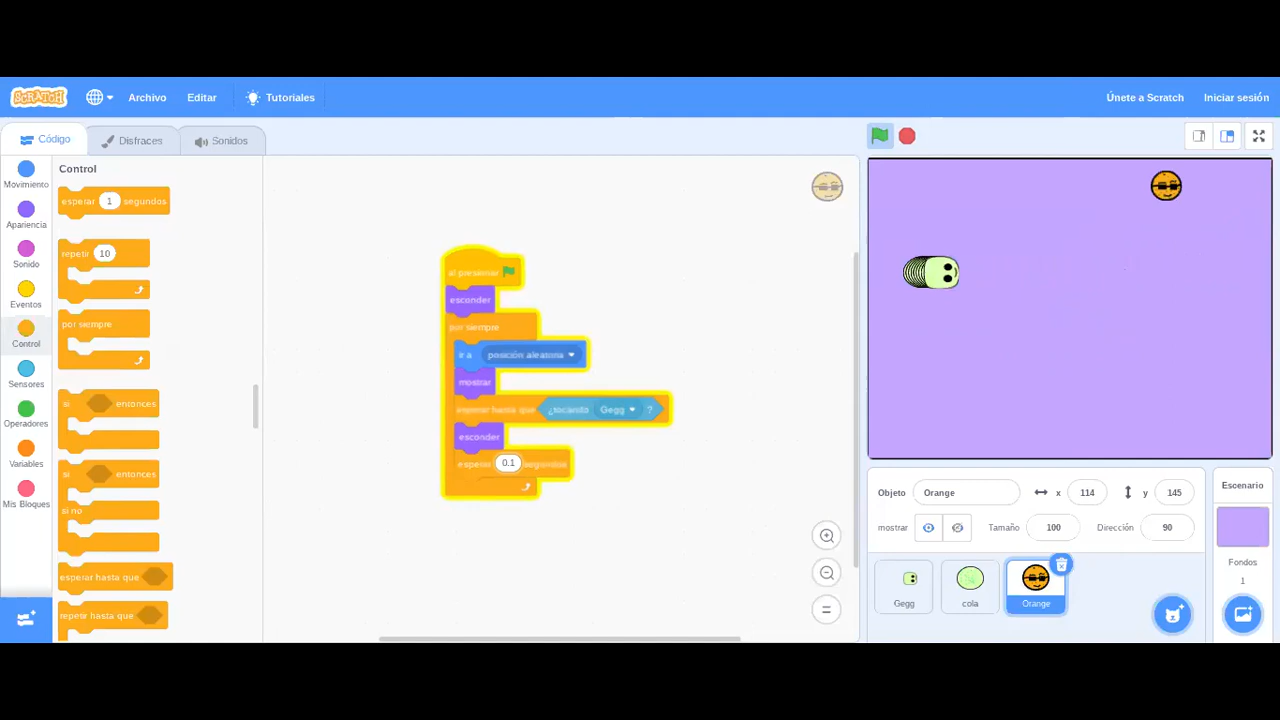 SCRATCH
Archivo
Editar
Tutoriales
Únete a Scratch
Iniciar sesión
Código
Disfraces
Sonidos
Movimiento
Apariencia
Sonido
Eventos
Control
Sensores
Operadores
Variables
Mis Bloques
Control
esperar 1 segundos
repetir 10
por siempre
si entonces
si entonces
si no
esperar hasta que
repetir hasta que
al presionar
esconder
por siempre
ir a posición aleatoria
mostrar
esperar hasta que ¿tocando Gegg ?
esconder
esperar 0.1 segundos
Objeto Orange x 114 y 145
mostrar Tamaño 100 Dirección 90
Gegg
cola
Orange
Escenario
Fondos
1